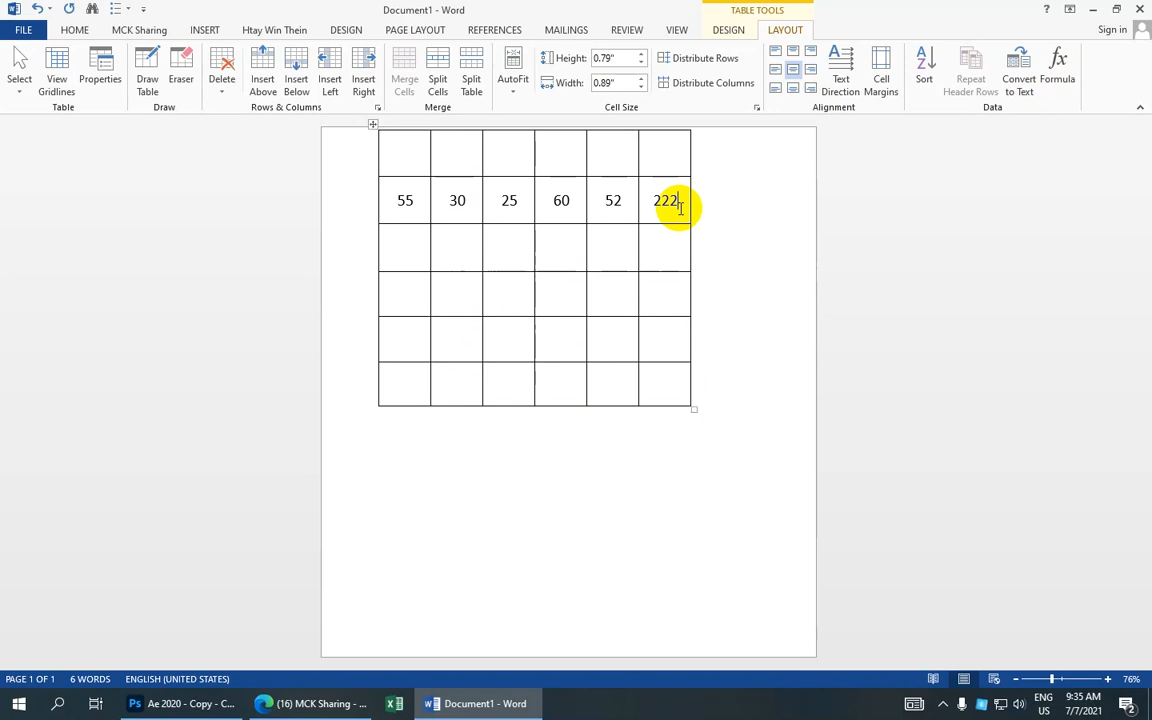 Document1 - Word
TABLE TOOLS
?
FILE
HOME
MCK Sharing
INSERT
Htay Win Thein
DESIGN
PAGE LAYOUT
REFERENCES
MAILINGS
REVIEW
VIEW
DESIGN
LAYOUT
Sign in
Select
View
Gridlines
Properties
Table
Draw
Table
Eraser
Draw
Delete
Insert
Above
Insert
Below
Insert
Left
Insert
Right
Rows & Columns
Merge
Cells
Split
Cells
Split
Table
Merge
AutoFit
Height: 0.79"
Width: 0.89"
Distribute Rows
Distribute Columns
Cell Size
Text
Direction
Cell
Margins
Alignment
Sort
Repeat
Header Rows
Convert
to Text
Formula
Data
55 30 25 60 52 222
PAGE 1 OF 1
6 WORDS
ENGLISH (UNITED STATES)
76%
Ae 2020 - Copy - C...
(16) MCK Sharing - ...
Document1 - Word
ENG
US
9:35 AM
7/7/2021
2